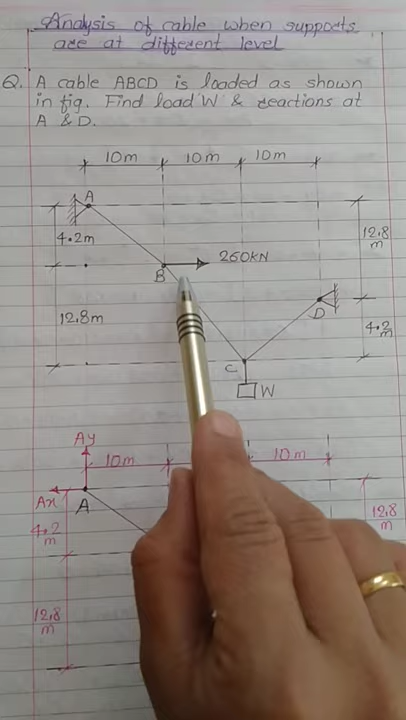 Analysis of cable when supports
are at different level
Q. A cable ABCD is loaded as shown
in fig. Find load W & reactions at
A & D.
10m 10m 10m
A
4.2m
12.8
m
B 260KN
D
12.8m
4.2
m
C
W
Ay
10m 10m
Ax
A
4.2
m
12.8
m
12.8
m